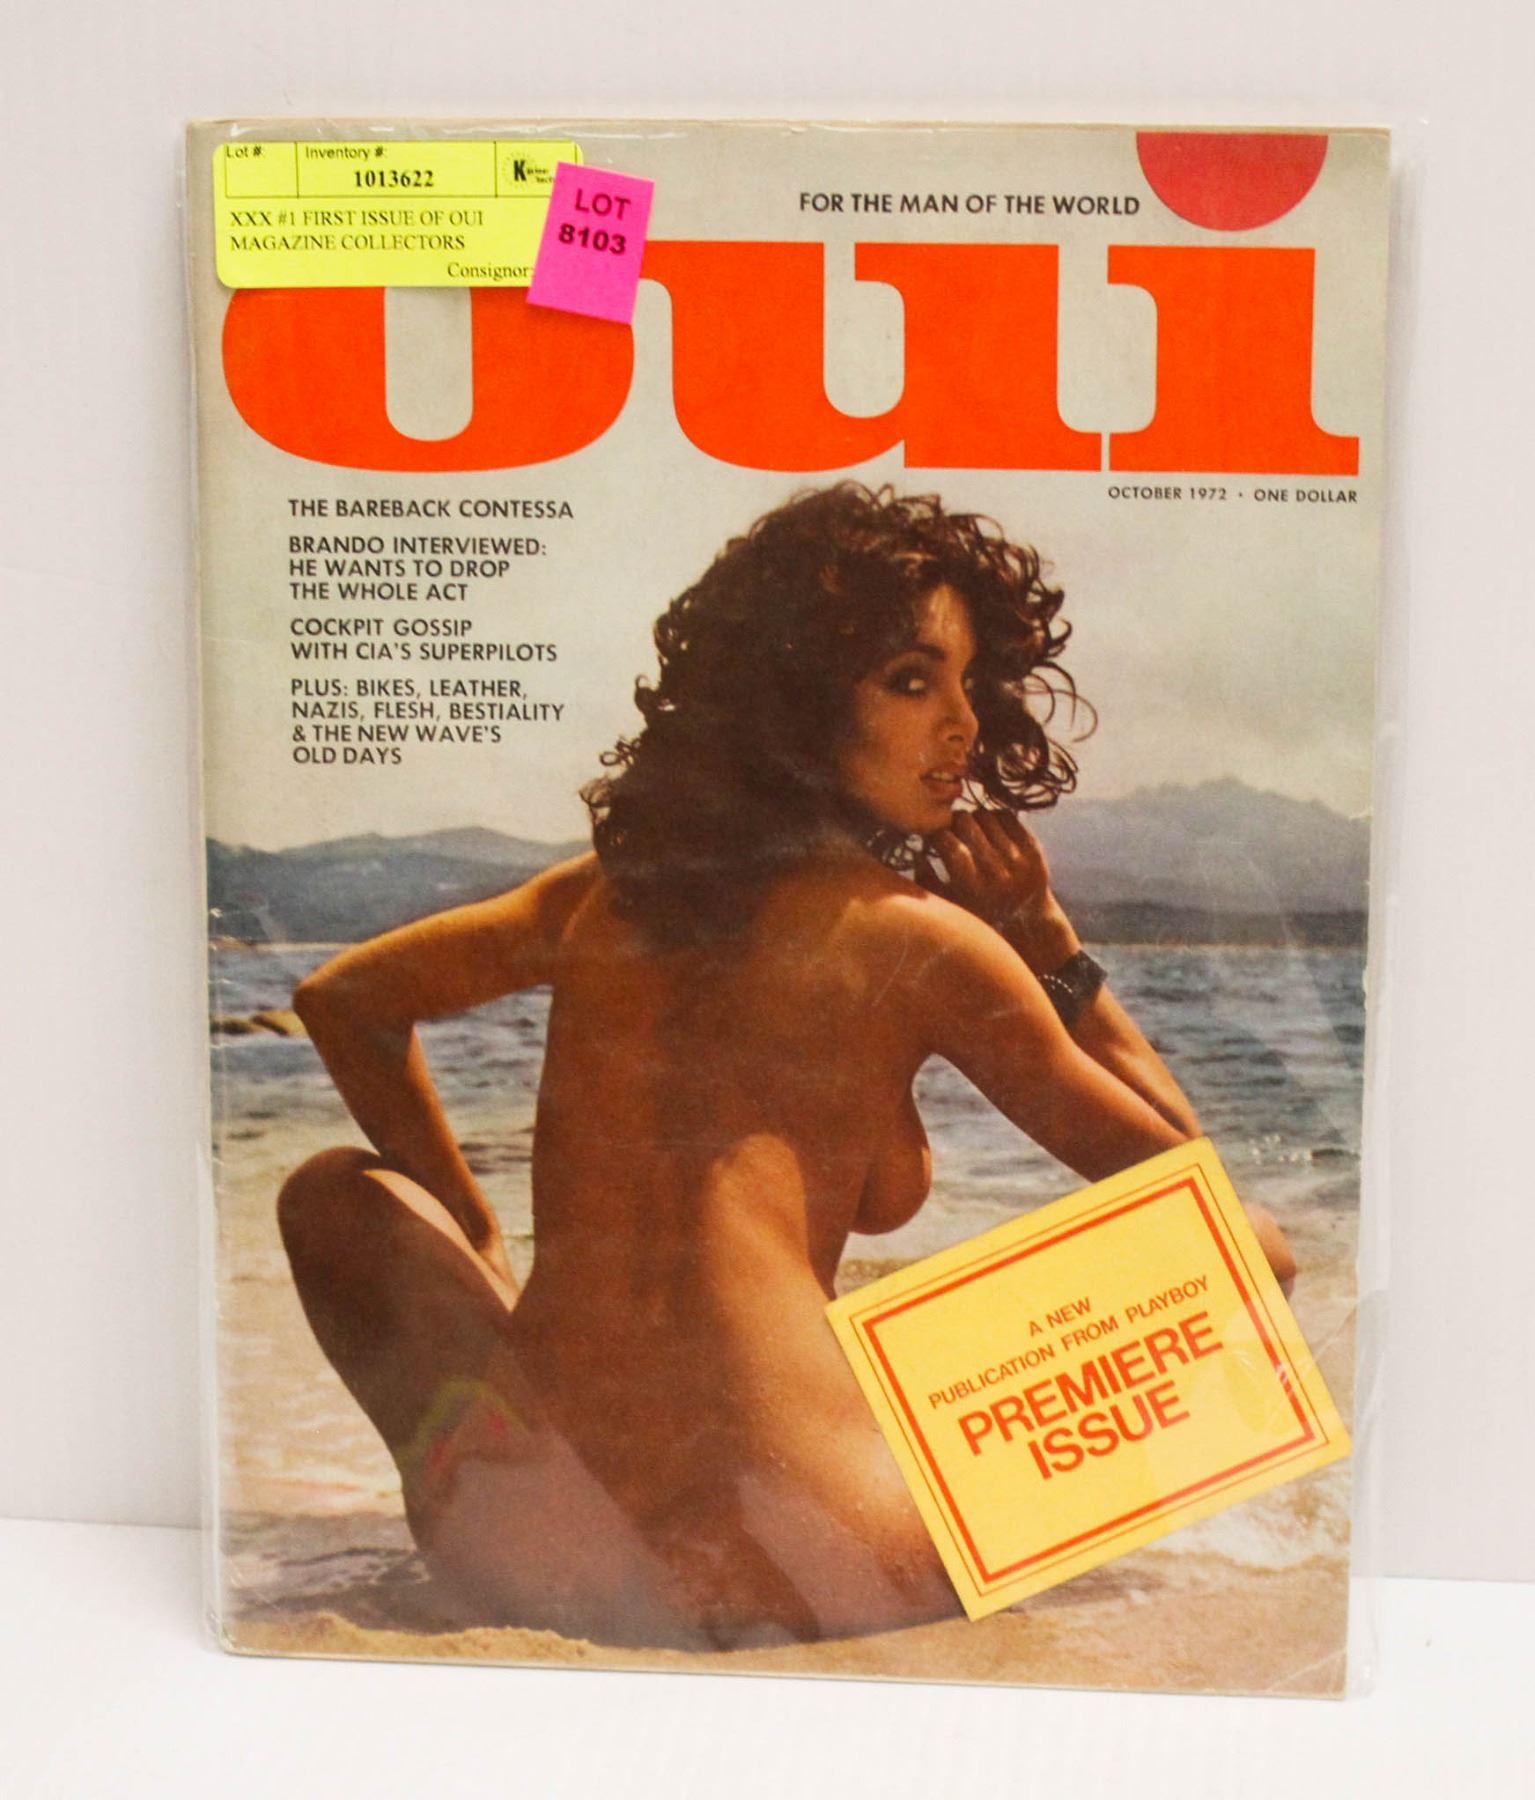 Lot #:
Inventory #:
1013622
XXX #1 FIRST ISSUE OF OUI
MAGAZINE COLLECTORS
Consignor:
LOT
8103
FOR THE MAN OF THE WORLD
oui
OCTOBER 1972 • ONE DOLLAR
THE BAREBACK CONTESSA
BRANDO INTERVIEWED:
HE WANTS TO DROP
THE WHOLE ACT
COCKPIT GOSSIP
WITH CIA'S SUPERPILOTS
PLUS: BIKES, LEATHER,
NAZIS, FLESH, BESTIALITY
& THE NEW WAVE'S
OLD DAYS
A NEW
PUBLICATION FROM PLAYBOY
PREMIERE
ISSUE